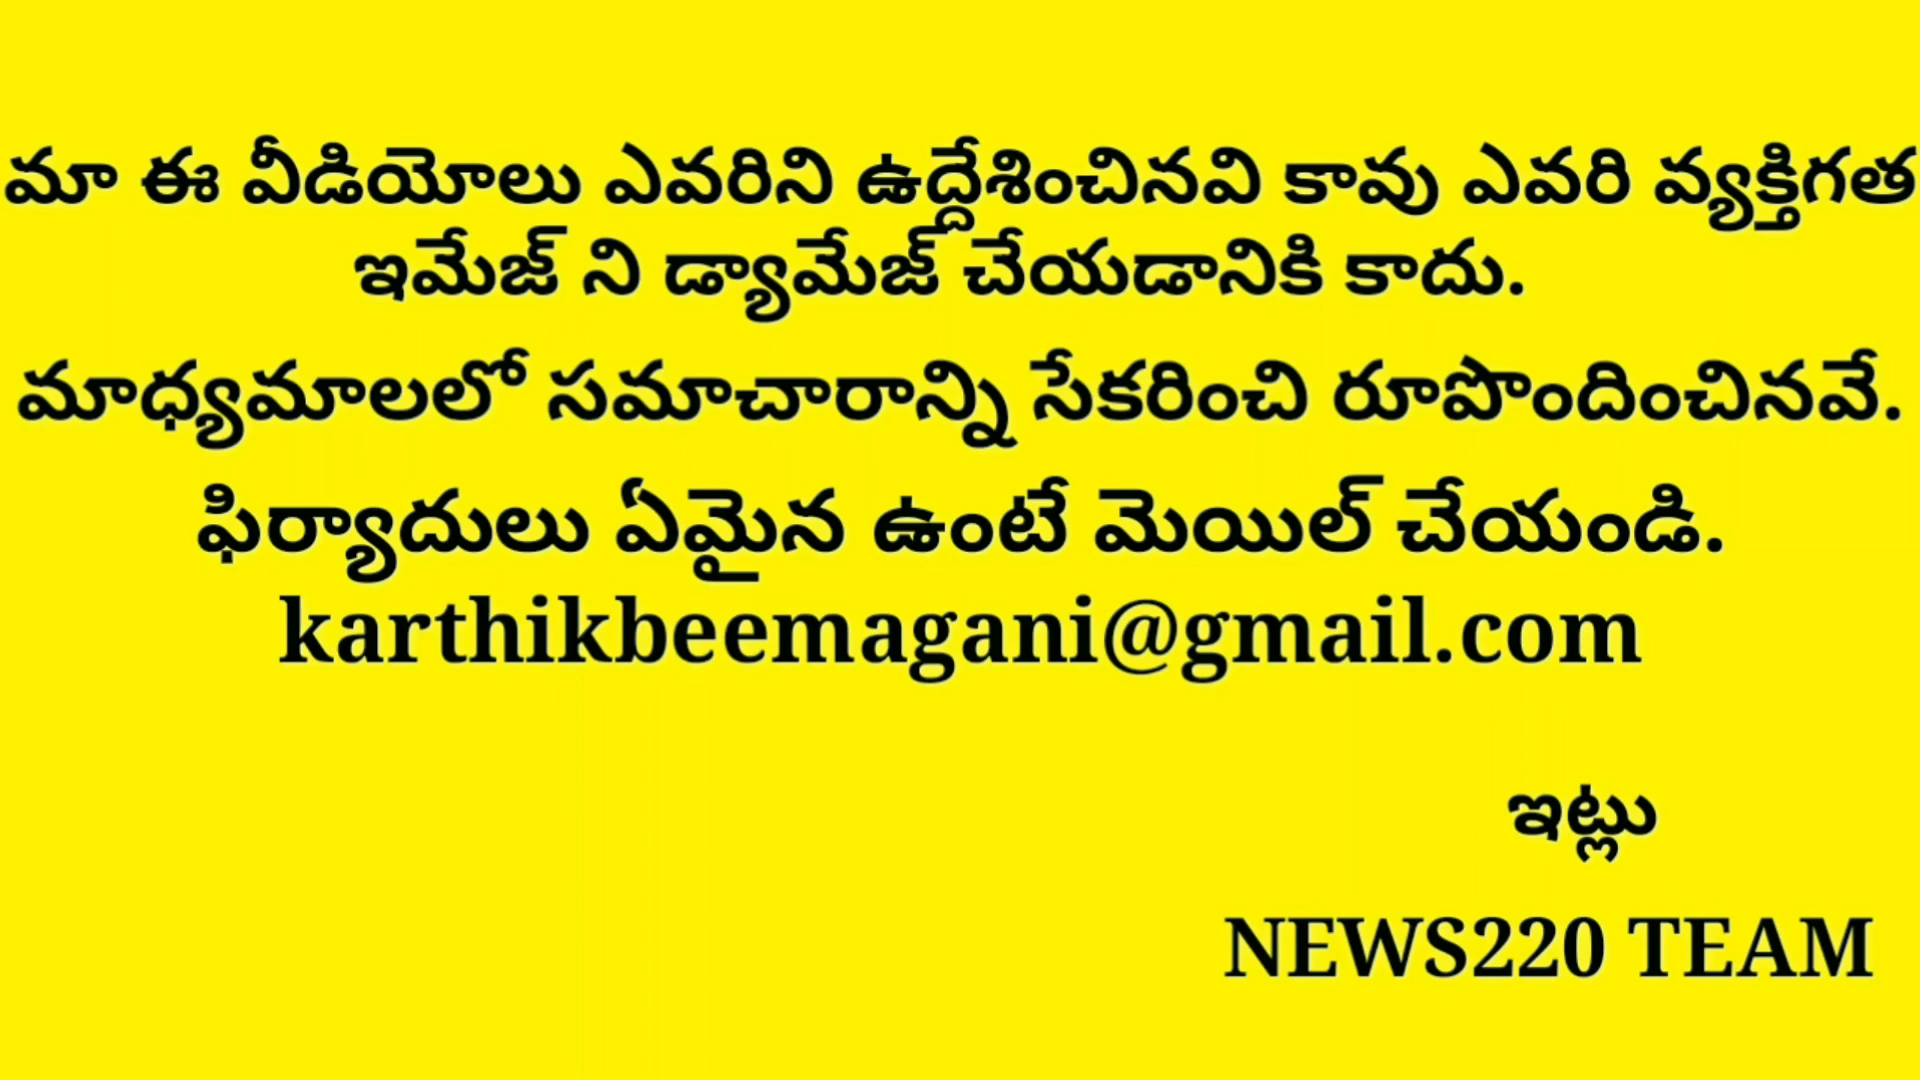 మా ఈ వీడియోలు ఎవరిని ఉద్దేశించినవి కావు ఎవరి వ్యక్తిగత
ఇమేజ్ ని డ్యామేజ్ చేయడానికి కాదు.
మాధ్యమాలలో సమాచారాన్ని సేకరించి రూపొందించినవే.
ఫిర్యాదులు ఏమైన ఉంటే మెయిల్ చేయండి.
karthikbeemagani@gmail.com
ఇట్లు
NEWS220 TEAM